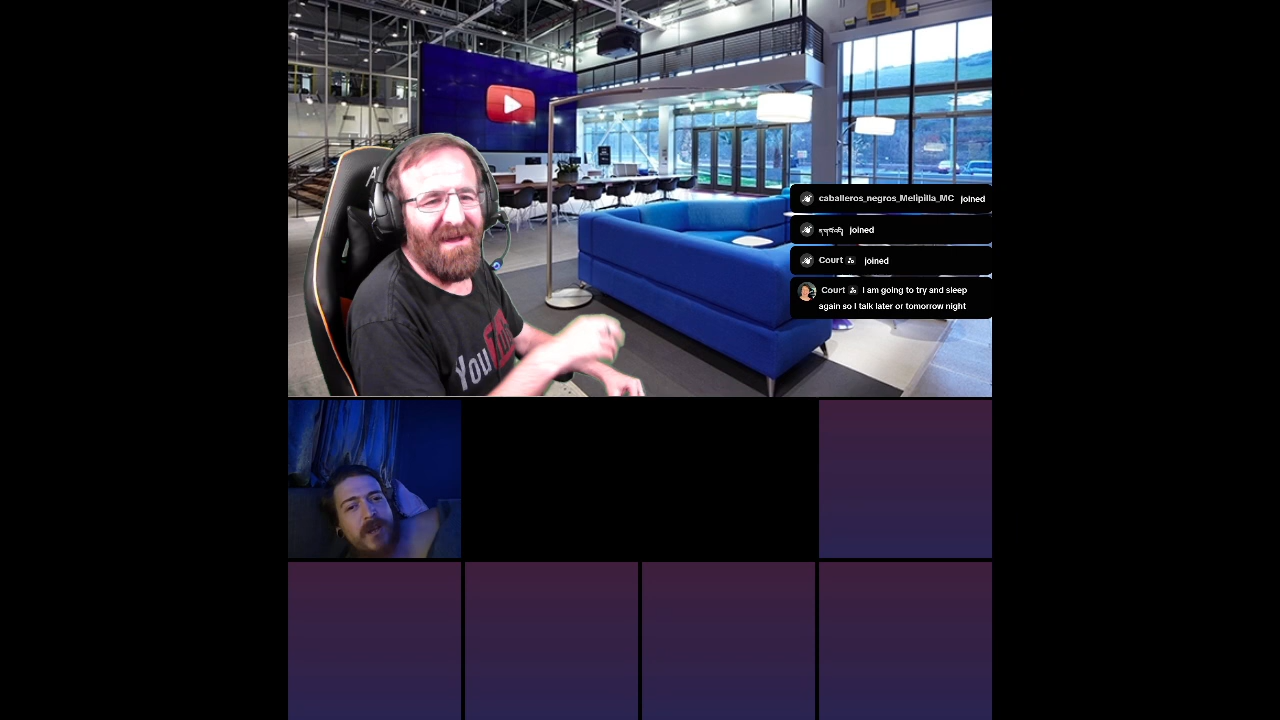 caballeros_negros_Melipilla_MC joined
joined
Court joined
Court I am going to try and sleep
again so I talk later or tomorrow night
You